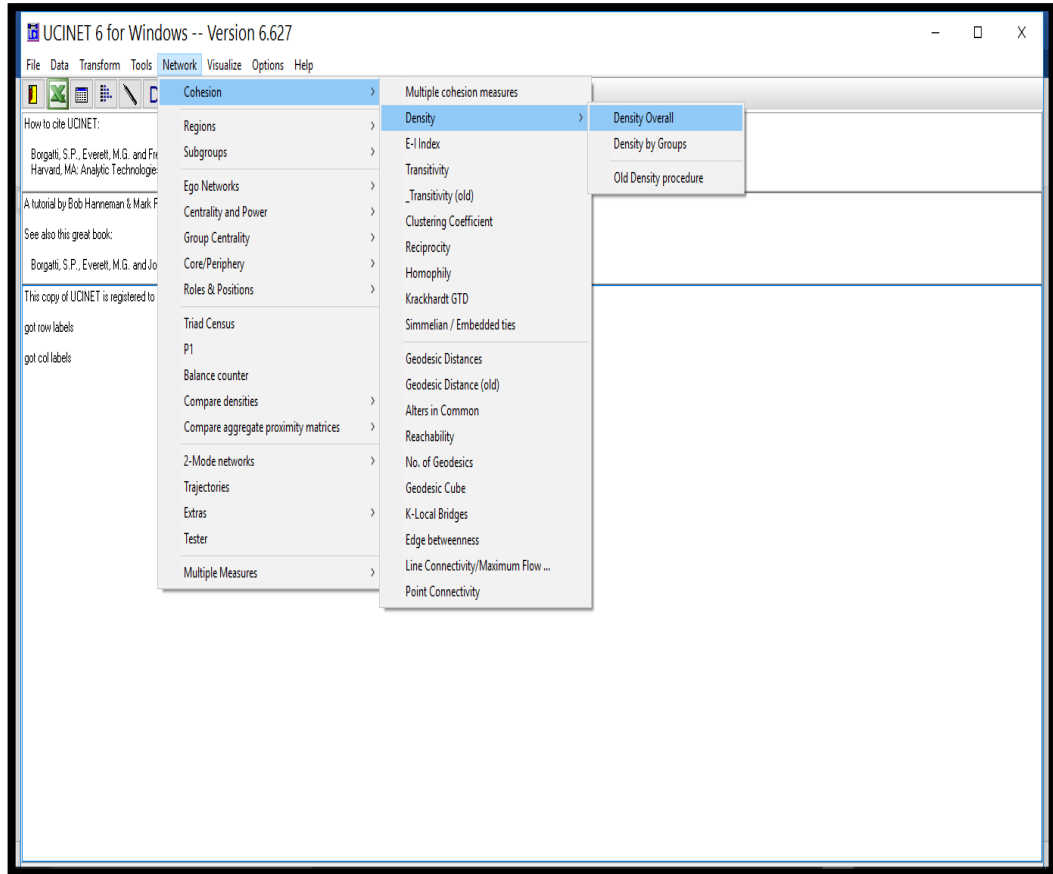 UCINET 6 for Windows -- Version 6.627
File Data Transform Tools Network Visualize Options Help
How to cite UCINET:
Borgatti, S.P., Everett, M.G. and
Harvard, MA: Analytic
A tutorial by Bob Hanneman & Mark
See also this great book:
Borgatti, S.P., Everett, M.G. and
This copy of UCINET is registered to
got row labels
got col labels
Cohesion
Regions
Subgroups
Ego Networks
Centrality and Power
Group Centrality
Core/Periphery
Roles & Positions
Triad Census
P1
Balance counter
Compare densities
Compare aggregate proximity matrices
2-Mode networks
Trajectories
Extras
Tester
Multiple Measures
Multiple cohesion measures
Density
E-I Index
Transitivity
_Transitivity (old)
Clustering Coefficient
Reciprocity
Homophily
Krackhardt GTD
Simmelian / Embedded ties
Geodesic Distances
Geodesic Distance (old)
Alters in Common
Reachability
No. of Geodesics
Geodesic Cube
K-Local Bridges
Edge betweenness
Line Connectivity/Maximum Flow ...
Point Connectivity
Density Overall
Density by Groups
Old Density procedure